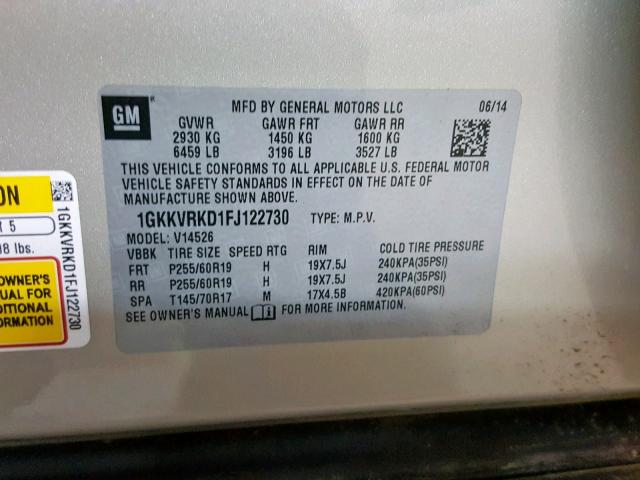 GM
MFD BY GENERAL MOTORS LLC 06/14
GVWR GAWR FRT GAWR RR
2930 KG 1450 KG 1600 KG
6459 LB 3196 LB 3527 LB
THIS VEHICLE CONFORMS TO ALL APPLICABLE U.S. FEDERAL MOTOR
VEHICLE SAFETY STANDARDS IN EFFECT ON THE DATE OF
MANUFACTURE SHOWN ABOVE.
1GKKVRKD1FJ122730 TYPE: M.P.V.
MODEL: V14526
VBBK TIRE SIZE SPEED RTG RIM COLD TIRE PRESSURE
FRT P255/60R19 H 19X7.5J 240KPA(35PSI)
RR P255/60R19 H 19X7.5J 240KPA(35PSI)
SPA T145/70R17 M 17X4.5B 420KPA(60PSI)
SEE OWNER'S MANUAL FOR MORE INFORMATION
ON
5
8 lbs.
OWNER'S
UAL FOR
DITIONAL
ORMATION
1GKKVRKD1FJ122730